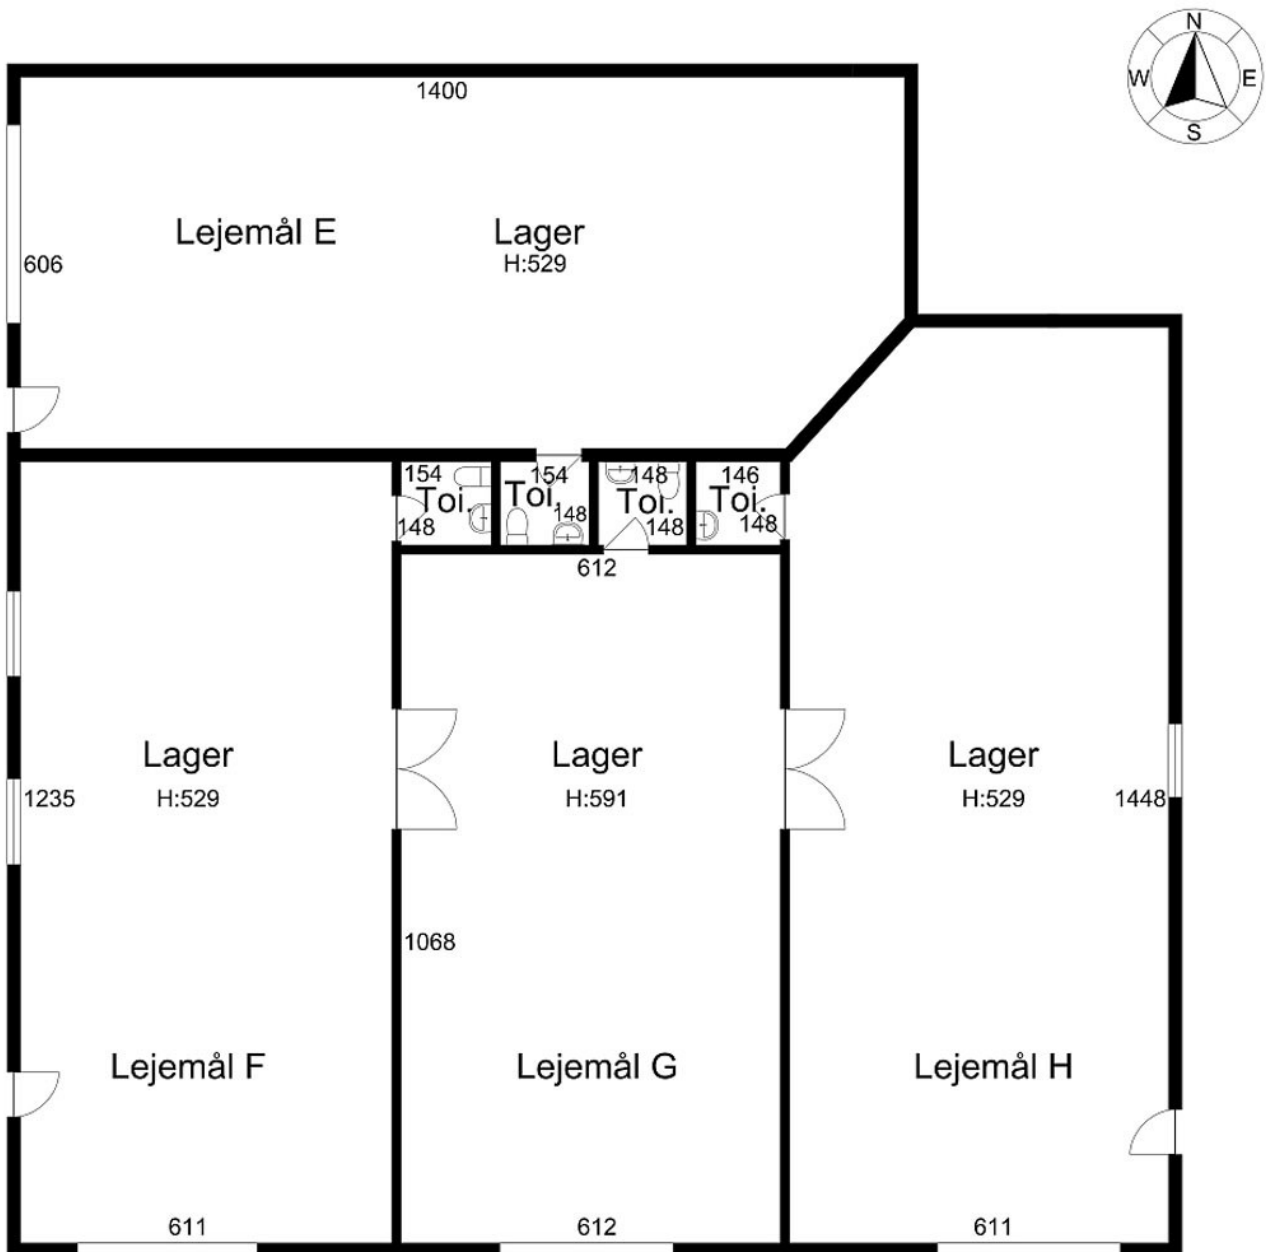 N
W E
S
1400
Lejemål E Lager
H:529
606
154 154 148 146
Toi. Toi. Toi. Toi.
148 148 148 148
612
Lager Lager Lager
1235 H:529 H:591 H:529 1448
1068
Lejemål F Lejemål G Lejemål H
611 612 611